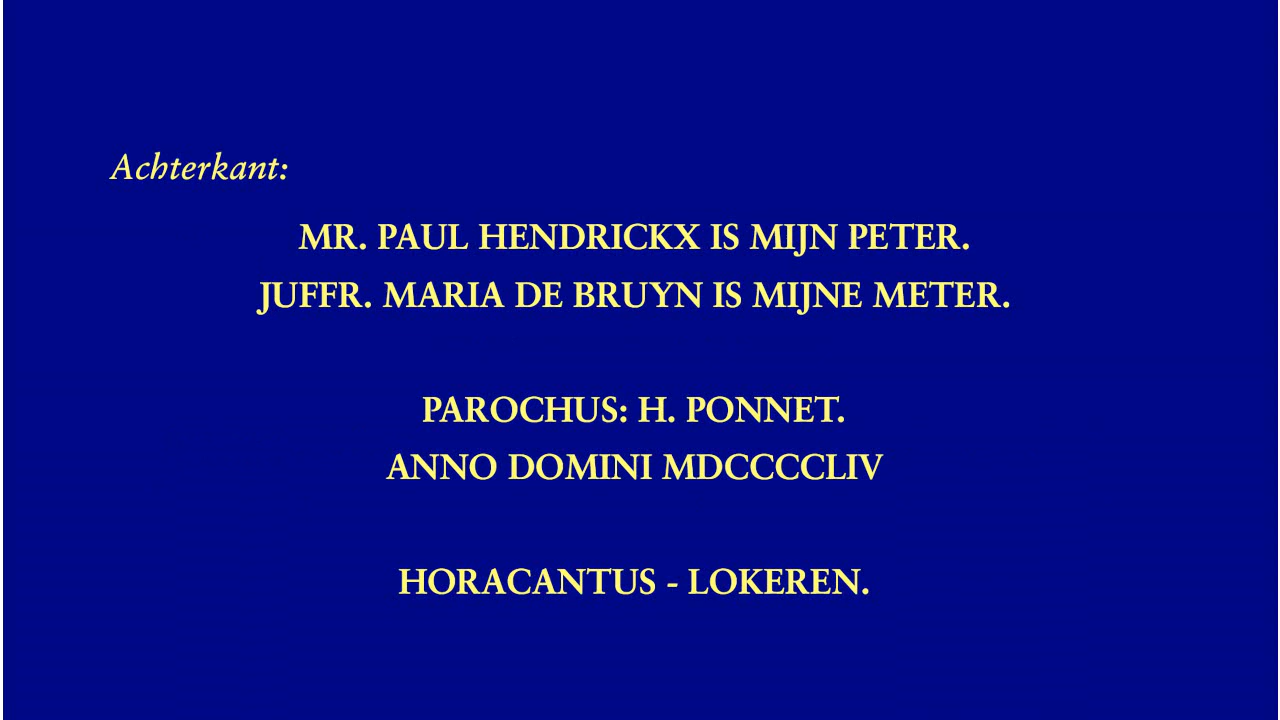 Achterkant:
MR. PAUL HENDRICKX IS MIJN PETER.
JUFFR. MARIA DE BRUYN IS MIJNE METER.
PAROCHUS: H. PONNET.
ANNO DOMINI MDCCCCLIV
HORACANTUS - LOKEREN.